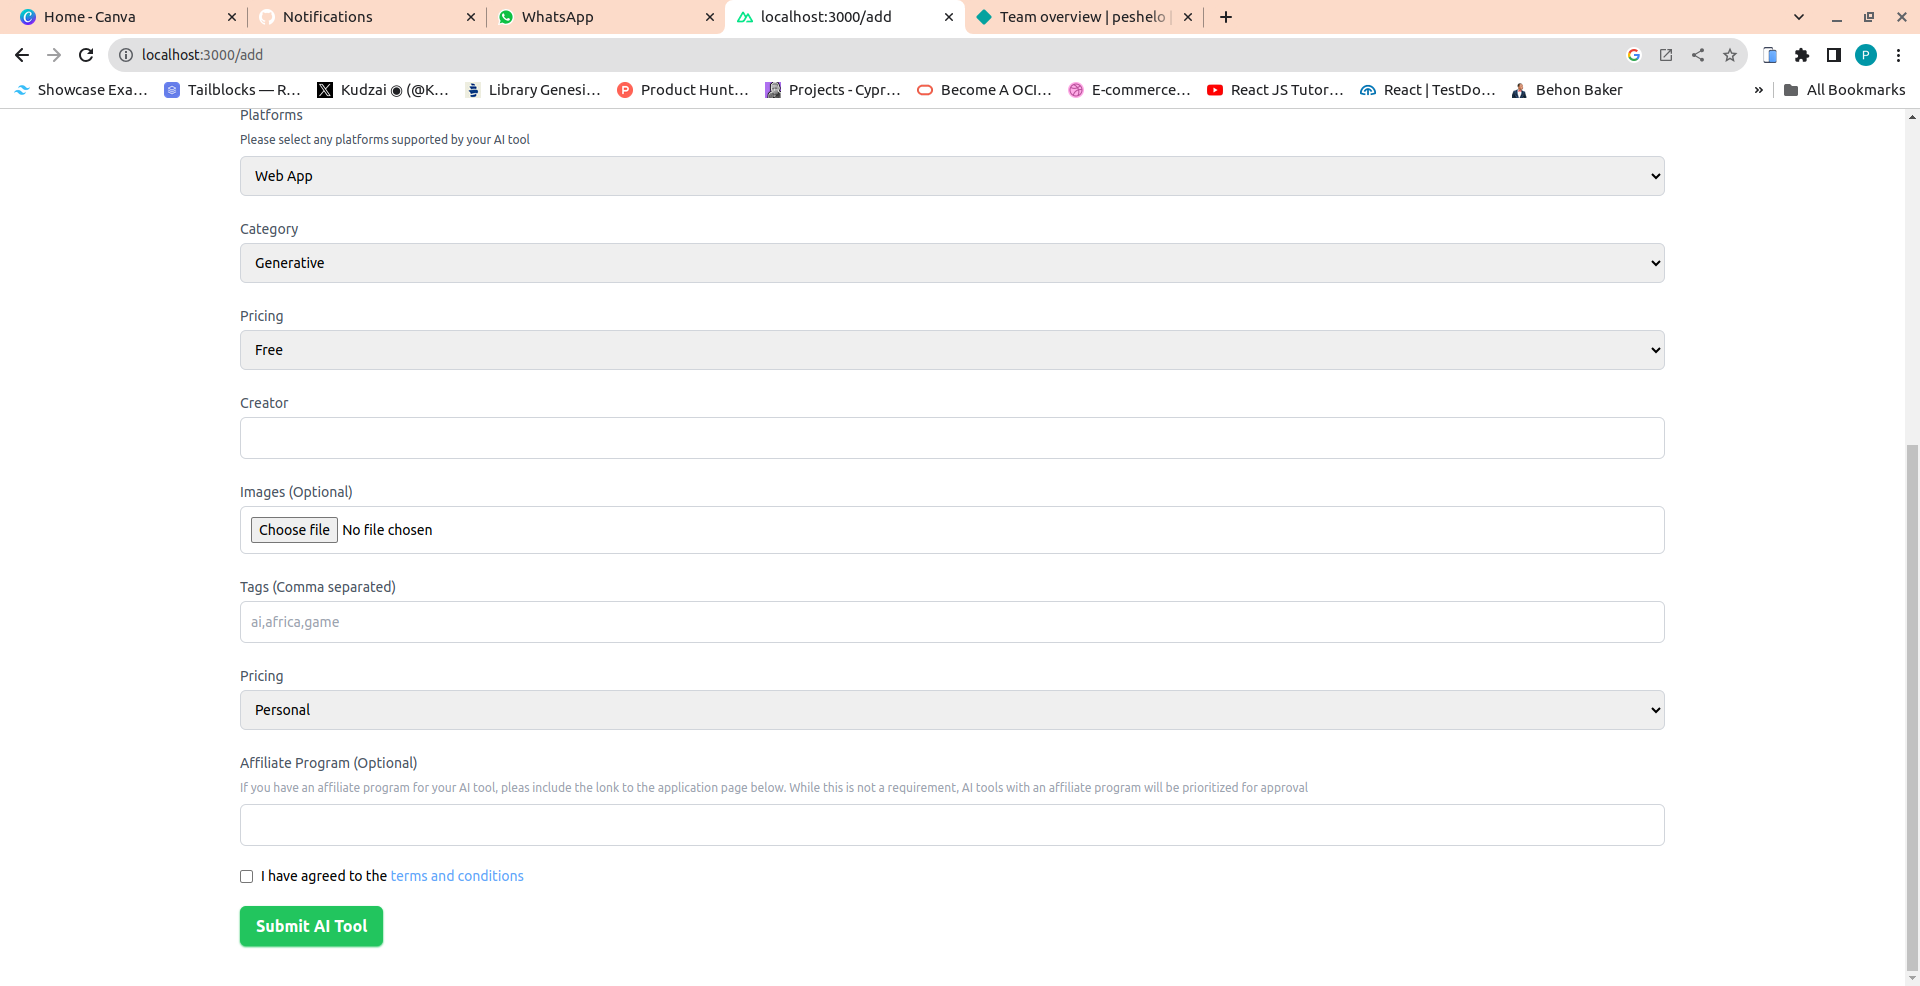 Home - Canva
Notifications
WhatsApp
localhost:3000/add
Team overview | peshelo
localhost:3000/add
Showcase Exa...
Tailblocks — R...
Kudzai ◉ (@K...
Library Genesi...
Product Hunt...
Projects - Cypr...
Become A OCI...
E-commerce...
React JS Tutor...
React | TestDo...
Behon Baker
»
All Bookmarks
Platforms
Please select any platforms supported by your AI tool
Web App
Category
Generative
Pricing
Free
Creator
Images (Optional)
Choose file No file chosen
Tags (Comma separated)
ai,africa,game
Pricing
Personal
Affiliate Program (Optional)
If you have an affiliate program for your AI tool, pleas include the lonk to the application page below. While this is not a requirement, AI tools with an affiliate program will be prioritized for approval
I have agreed to the terms and conditions
Submit AI Tool